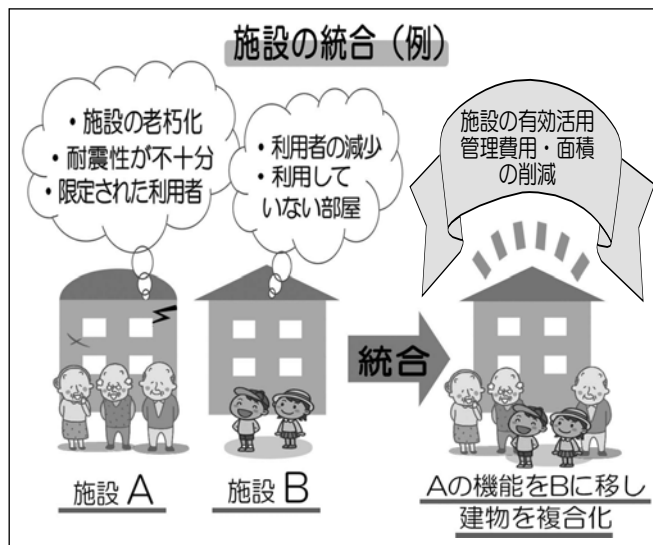 施設の統合（例）
・施設の老朽化
・耐震性が不十分
・限定された利用者
・利用者の減少
・利用して
いない部屋
施設の有効活用
管理費用・面積
の削減
統合
施設 A
施設 B
Aの機能をBに移し
建物を複合化